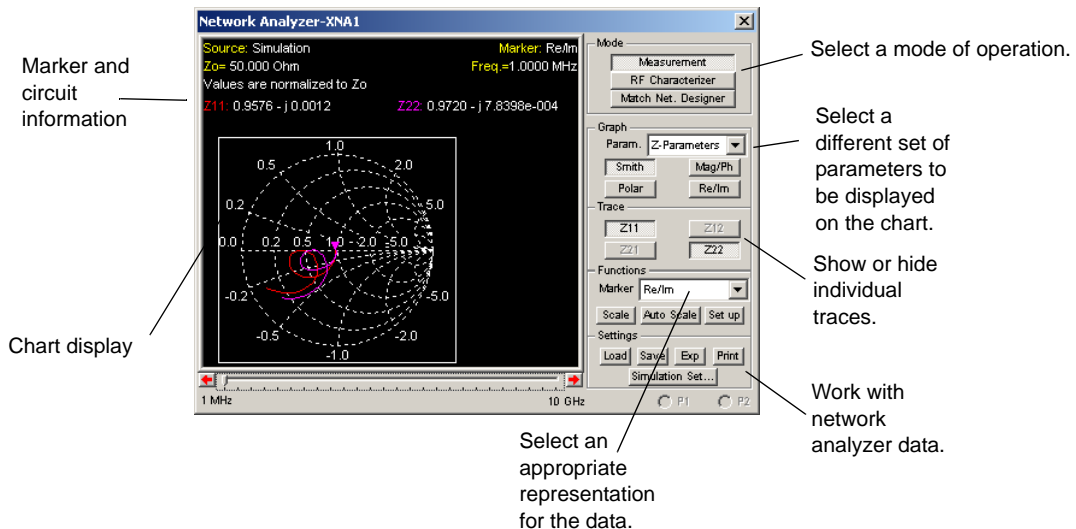 Network Analyzer-XNA1
Source: Simulation
Marker: Re/Im
Zo= 50.000 Ohm
Freq.=1.0000 MHz
Values are normalized to Zo
Z11: 0.9576 - j 0.0012
Z22: 0.9720 - j 7.8398e-004
1.0
0.5
2.0
0.2
5.0
0.0
0.2
0.5
1.0
-2.0
-5.0
-0.2
-5.0
-0.5
-2.0
-1.0
1 MHz
10 GHz
Mode
Measurement
RF Characterizer
Match Net. Designer
Graph
Param.
Z-Parameters
Smith
Mag/Ph
Polar
Re/Im
Trace
Z11
Z12
Z21
Z22
Functions
Marker
Re/Im
Scale
Auto Scale
Set up
Settings
Load
Save
Exp
Print
Simulation Set...
P1
P2
Marker and
circuit
information
Chart display
Select a mode of operation.
Select a
different set of
parameters to
be displayed
on the chart.
Show or hide
individual
traces.
Work with
network
analyzer data.
Select an
appropriate
representation
for the data.